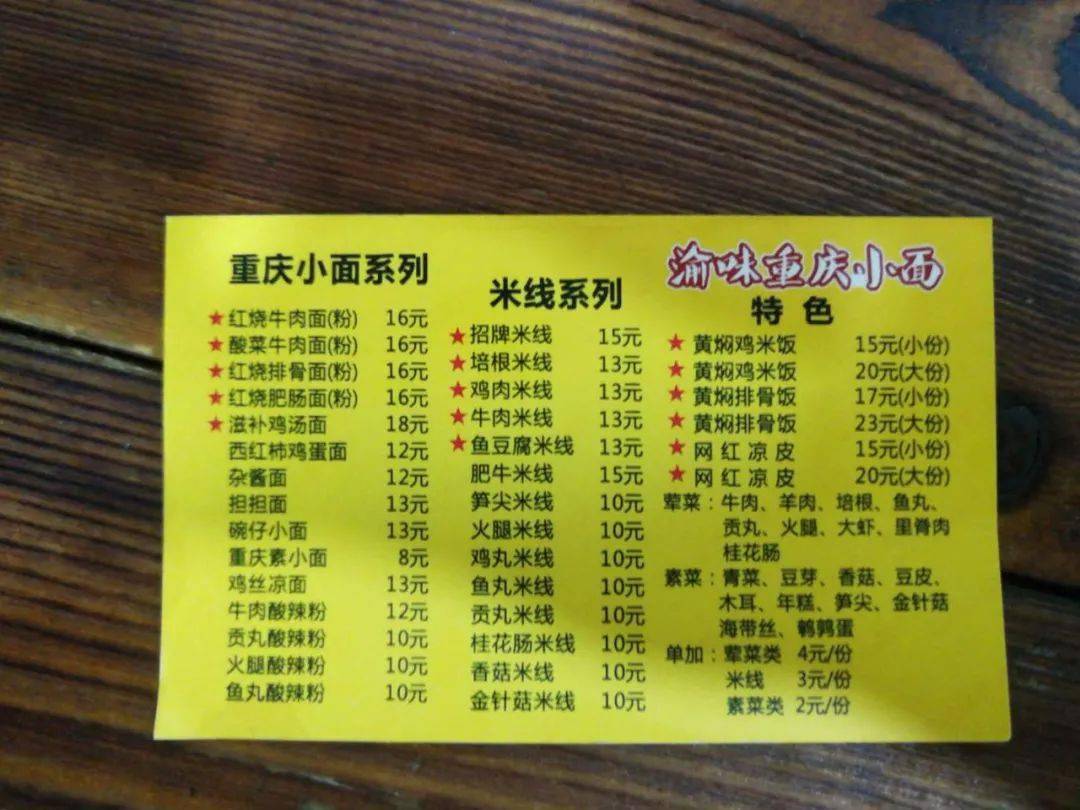 重庆小面系列
★红烧牛肉面(粉) 16元
★酸菜牛肉面(粉) 16元
★红烧排骨面(粉) 16元
★红烧肥肠面(粉) 16元
★滋补鸡汤面 18元
西红柿鸡蛋面 12元
杂酱面 12元
担担面 13元
碗仔小面 13元
重庆素小面 8元
鸡丝凉面 13元
牛肉酸辣粉 12元
贡丸酸辣粉 10元
火腿酸辣粉 10元
鱼丸酸辣粉 10元
米线系列
★招牌米线 15元
★培根米线 13元
★鸡肉米线 13元
★牛肉米线 13元
★鱼豆腐米线 13元
肥牛米线 15元
笋尖米线 10元
火腿米线 10元
鸡丸米线 10元
鱼丸米线 10元
贡丸米线 10元
桂花肠米线 10元
香菇米线 10元
金针菇米线 10元
渝味重庆小面
特色
★黄焖鸡米饭 15元(小份)
★黄焖鸡米饭 20元(大份)
★黄焖排骨饭 17元(小份)
★黄焖排骨饭 23元(大份)
★网红凉皮 15元(小份)
★网红凉皮 20元(大份)
荤菜：牛肉、羊肉、培根、鱼丸、
贡丸、火腿、大虾、里脊肉
桂花肠
素菜：青菜、豆芽、香菇、豆皮、
木耳、年糕、笋尖、金针菇
海带丝、鹌鹑蛋
单加：荤菜类 4元/份
米线 3元/份
素菜类 2元/份